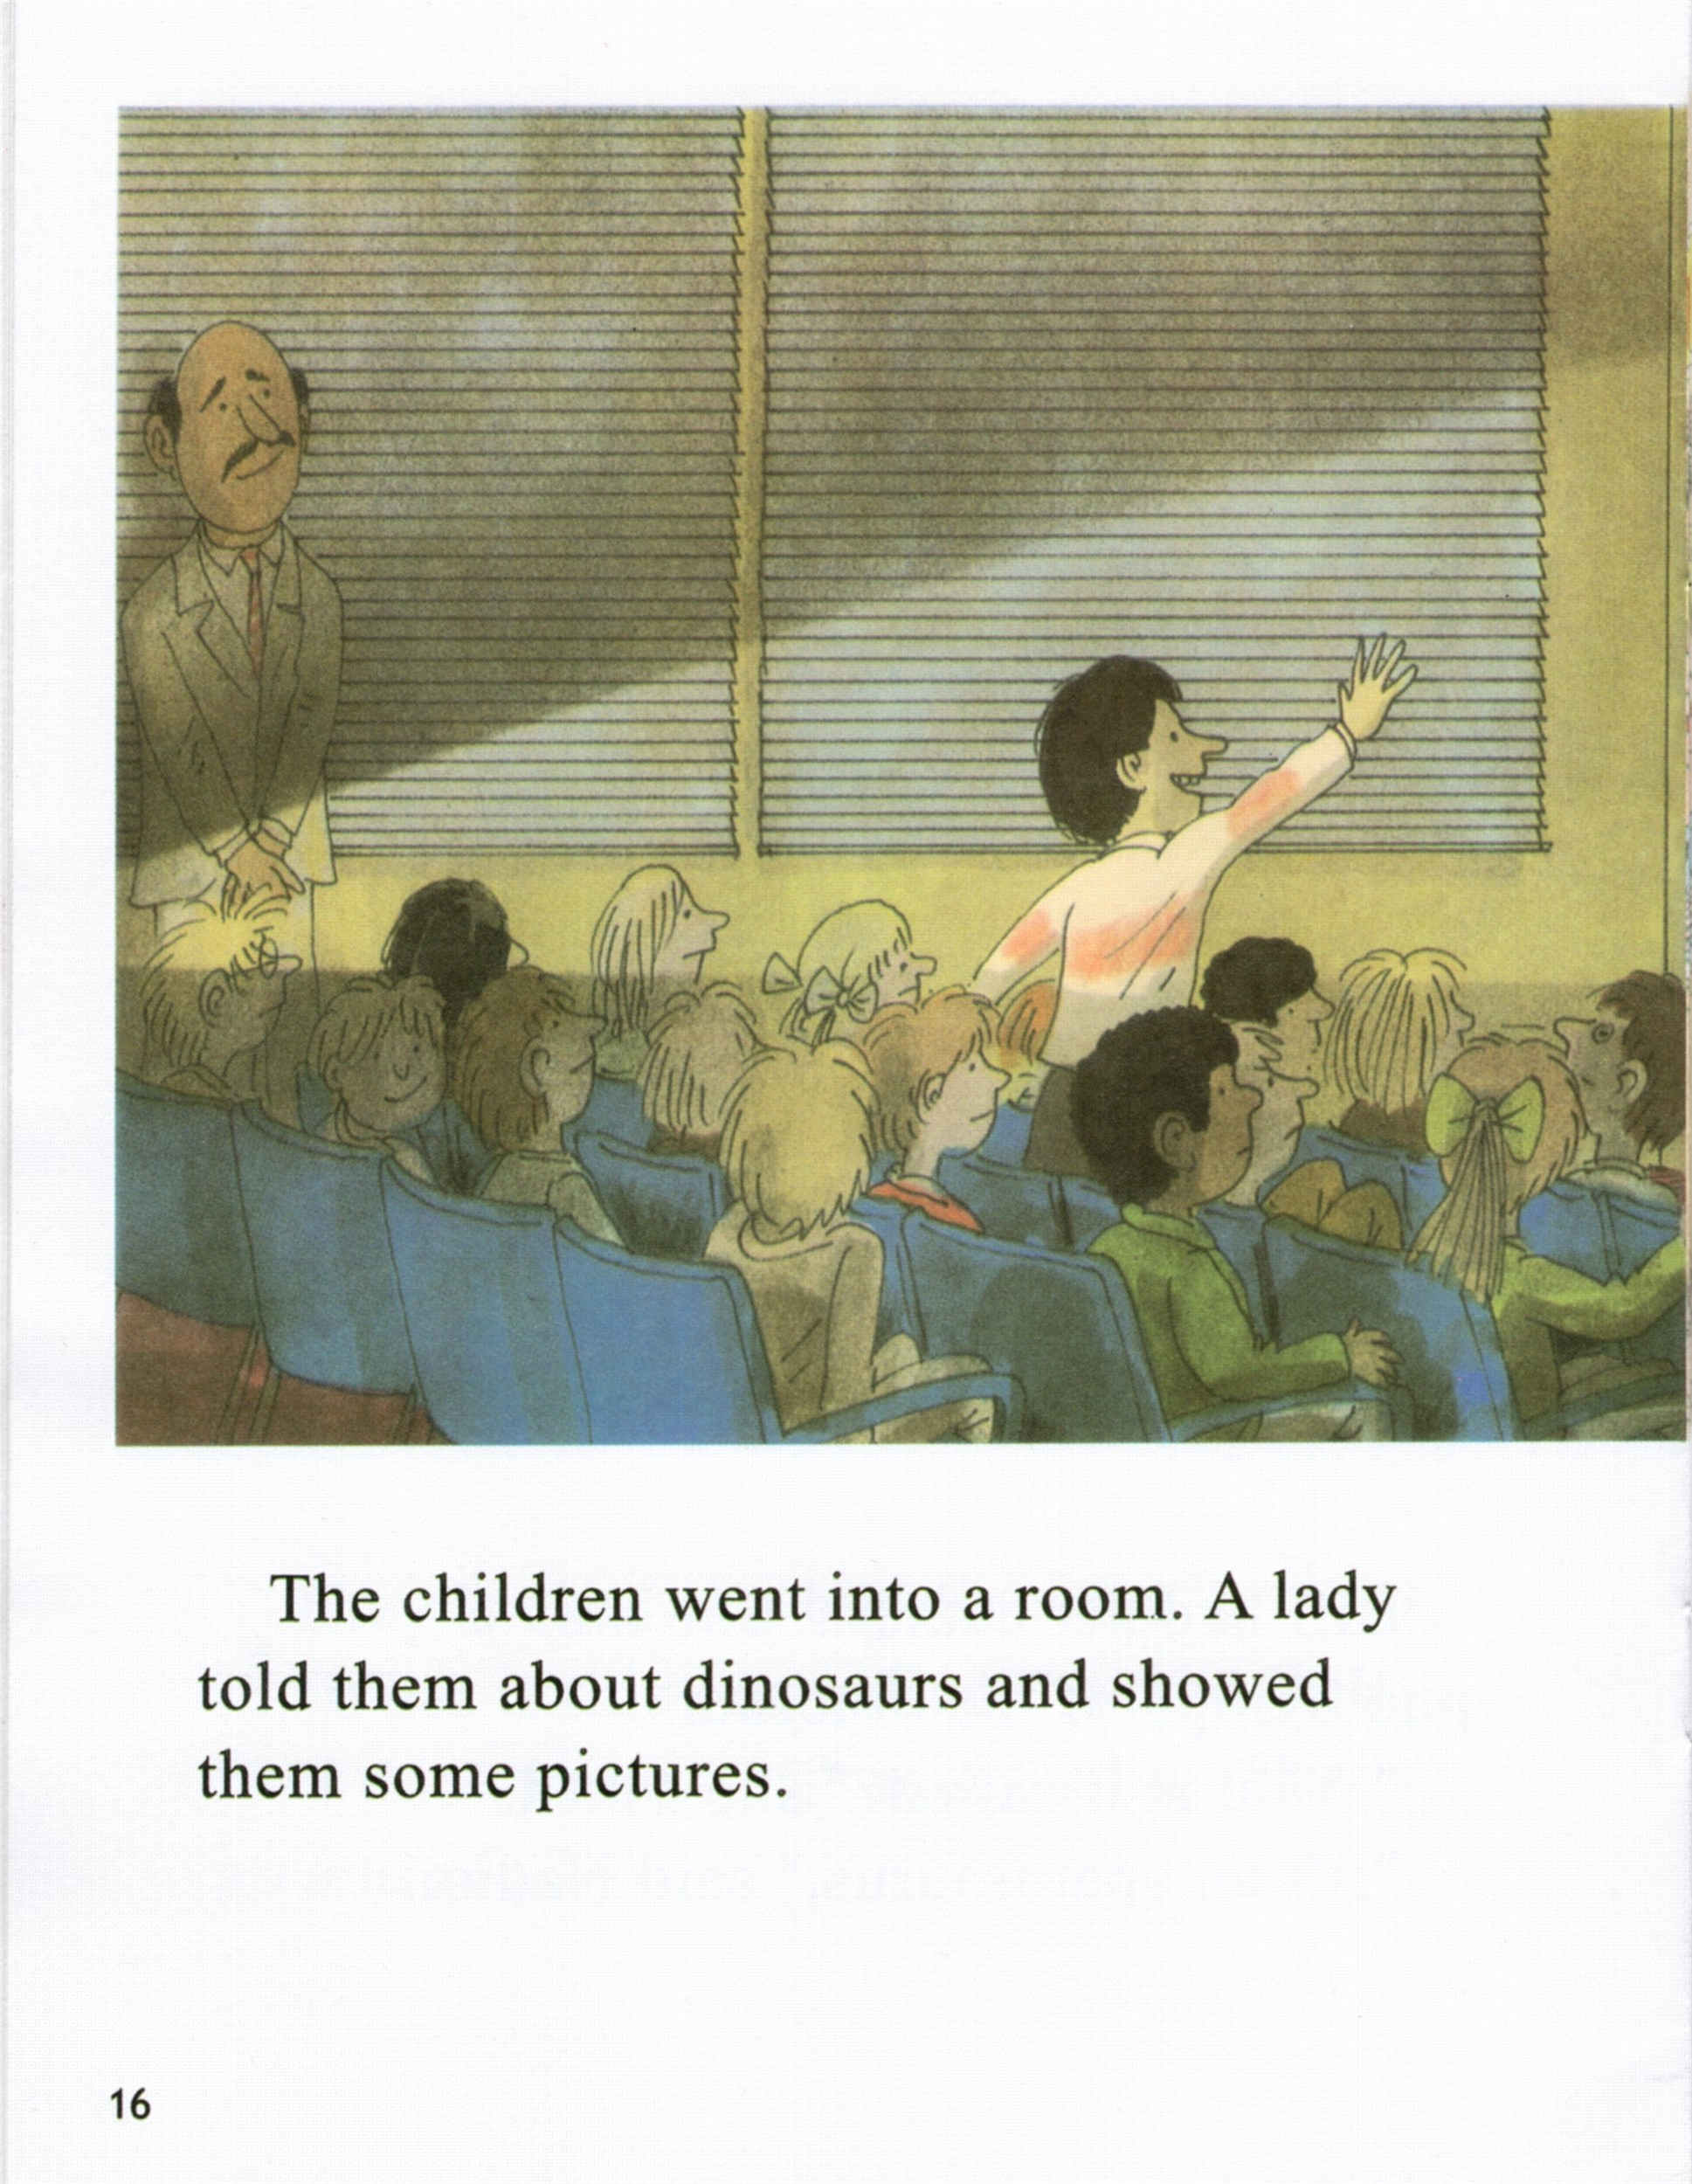 The children went into a room. A lady
told them about dinosaurs and showed
them some pictures.
16